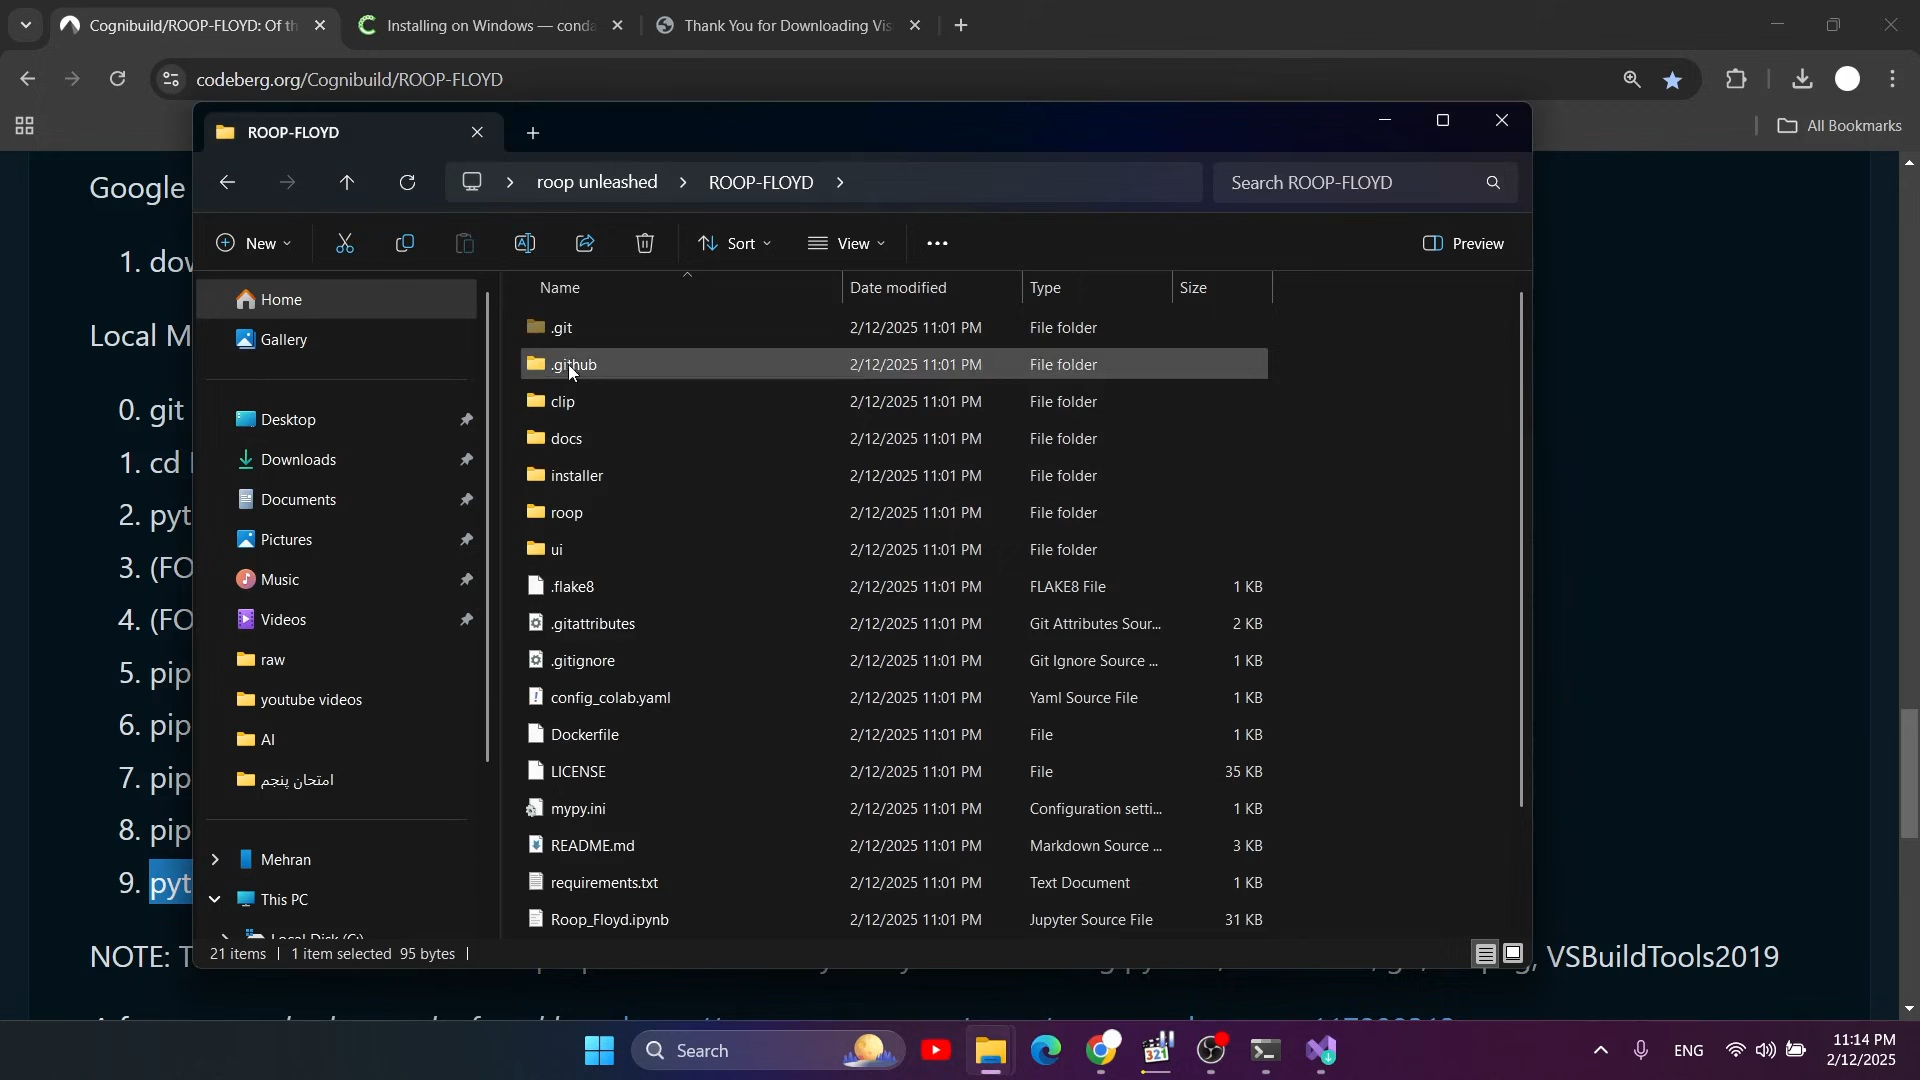 Cognibuild/ROOP-FLOYD: Of th
Installing on Windows — conda
Thank You for Downloading Vis
codeberg.org/Cognibuild/ROOP-FLOYD
All Bookmarks
Google
1. dov
Local M
0. git
1. cd
2. pyt
3. (FO
4. (FO
5. pip
6. pip
7. pip
8. pip
9. pyt
NOTE: T
VSBuildTools2019
ROOP-FLOYD
roop unleashed
ROOP-FLOYD
Search ROOP-FLOYD
New
Sort
View
Preview
Home
Gallery
Desktop
Downloads
Documents
Pictures
Music
Videos
raw
youtube videos
AI
امتحان پنجم
Mehran
This PC
Local Disk (C:)
Name Date modified Type Size
.git 2/12/2025 11:01 PM File folder
.github 2/12/2025 11:01 PM File folder
clip 2/12/2025 11:01 PM File folder
docs 2/12/2025 11:01 PM File folder
installer 2/12/2025 11:01 PM File folder
roop 2/12/2025 11:01 PM File folder
ui 2/12/2025 11:01 PM File folder
.flake8 2/12/2025 11:01 PM FLAKE8 File 1 KB
.gitattributes 2/12/2025 11:01 PM Git Attributes Sour... 2 KB
.gitignore 2/12/2025 11:01 PM Git Ignore Source ... 1 KB
config_colab.yaml 2/12/2025 11:01 PM Yaml Source File 1 KB
Dockerfile 2/12/2025 11:01 PM File 1 KB
LICENSE 2/12/2025 11:01 PM File 35 KB
mypy.ini 2/12/2025 11:01 PM Configuration setti... 1 KB
README.md 2/12/2025 11:01 PM Markdown Source ... 3 KB
requirements.txt 2/12/2025 11:01 PM Text Document 1 KB
Roop_Floyd.ipynb 2/12/2025 11:01 PM Jupyter Source File 31 KB
21 items
1 item selected 95 bytes
Search
321
ENG
11:14 PM
2/12/2025